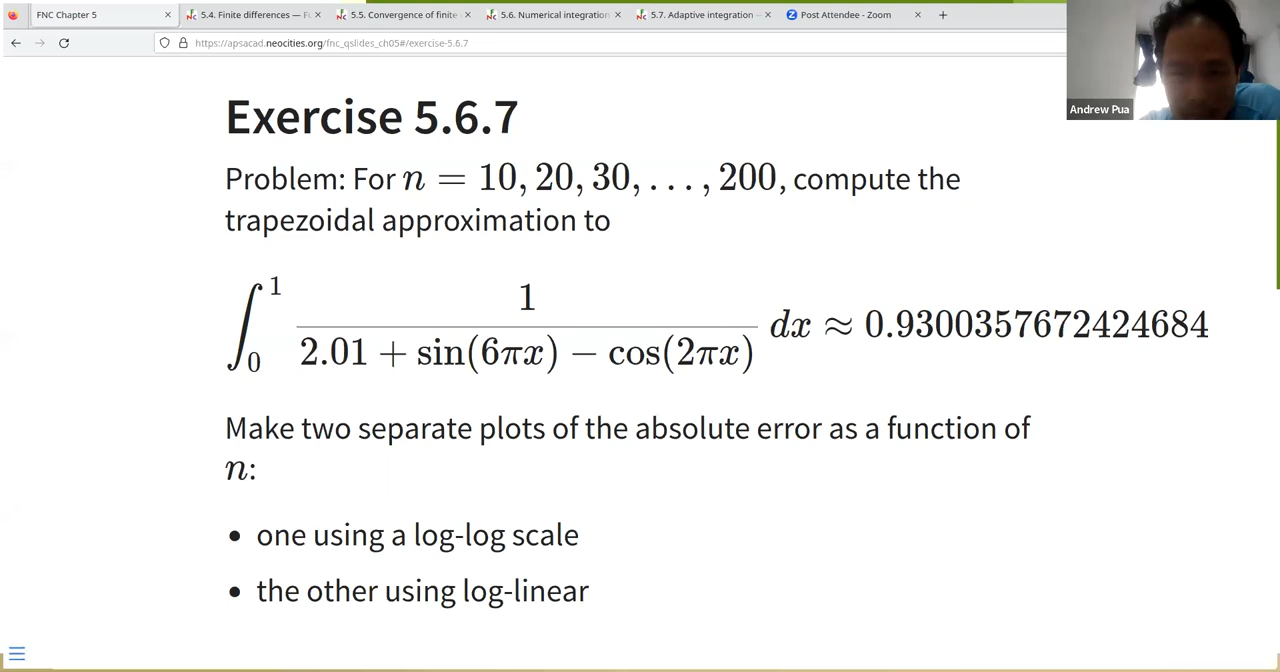 FNC Chapter 5
5.4. Finite differences —
5.5. Convergence of finite
5.6. Numerical integration
5.7. Adaptive integration —
Post Attendee - Zoom
https://apsacad.neocities.org/fnc_qslides_ch05#/exercise-5.6.7
Andrew Pua
Exercise 5.6.7
Problem: For n = 10, 20, 30, . . . , 200, compute the
trapezoidal approximation to
∫₀¹ 1 / (2.01 + sin(6πx) − cos(2πx)) dx ≈ 0.9300357672424684
Make two separate plots of the absolute error as a function of
n:
• one using a log-log scale
• the other using log-linear